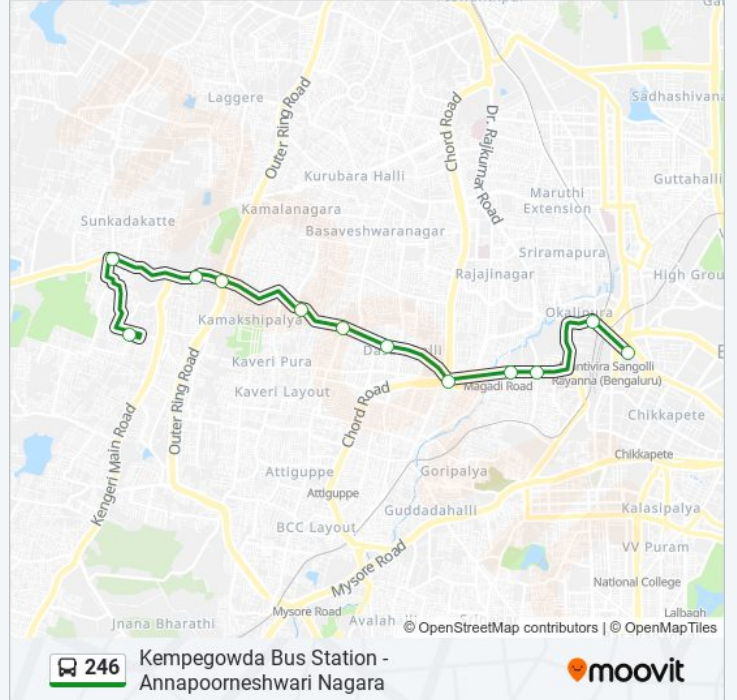 Laggere
Outer Ring Road
Chord Road
Dr. Rajkumar Road
Sadhashivana
Kurubara Halli
Guttahalli
Maruthi
Extension
Kamalanagara
Sunkadakatte
Basaveshwaranagar
Sriramapura
Rajajinagar
High Grou
Okalipura
Kamakshipalya
Kaveri Pura
Magadi Road
ntivira Sangolli
Rayanna (Bengaluru)
Kaveri Layout
Chord Road
Outer Ring Road
Kengeri Main Road
Chikkapete
Chikkapete
Attiguppe
Goripalya
Attiguppe
Guddadahalli
Kalasipalya
BCC Layout
VV Puram
Mysore Road
National College
Mysore Road
Lalbagh
Jnana Bharathi
Avalah
© OpenStreetMap contributors | © OpenMapTiles
246
Kempegowda Bus Station -
Annapoorneshwari Nagara
moovit